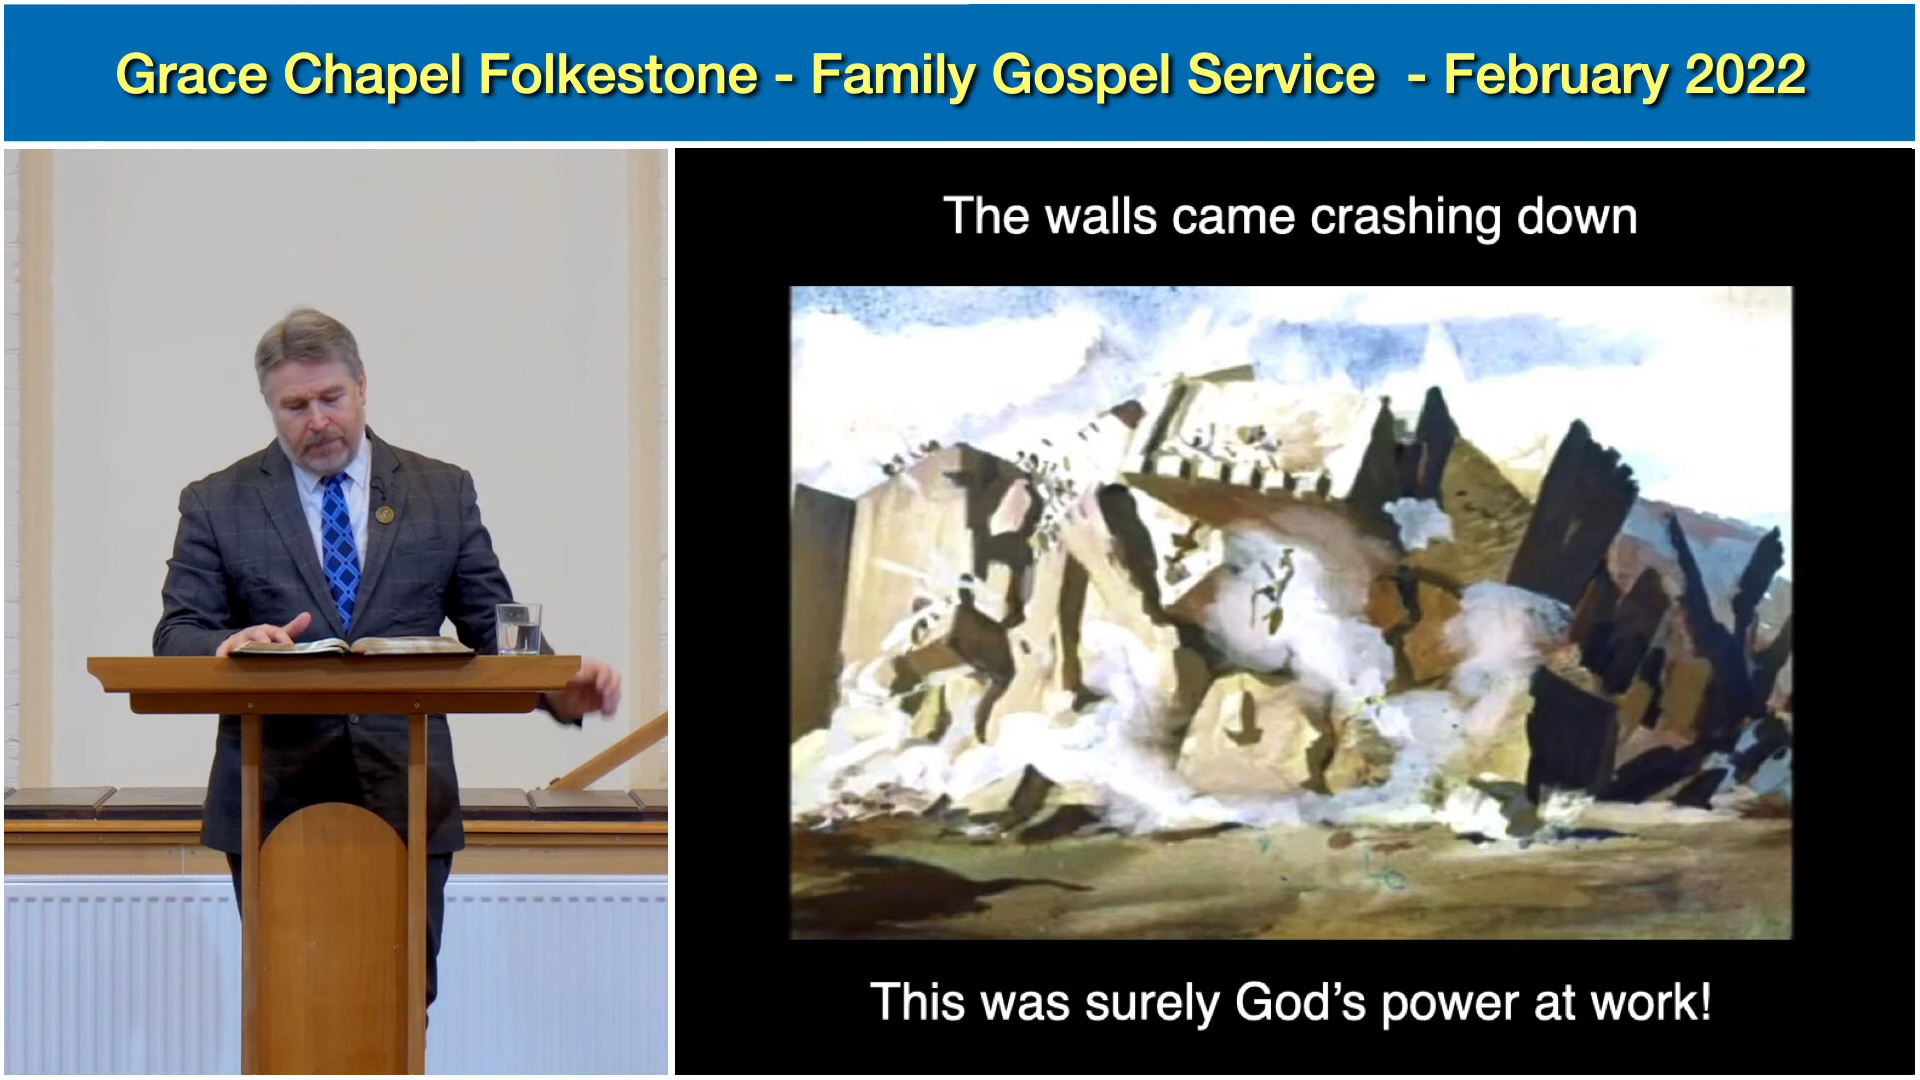 Grace Chapel Folkestone - Family Gospel Service - February 2022
The walls came crashing down
This was surely God's power at work!